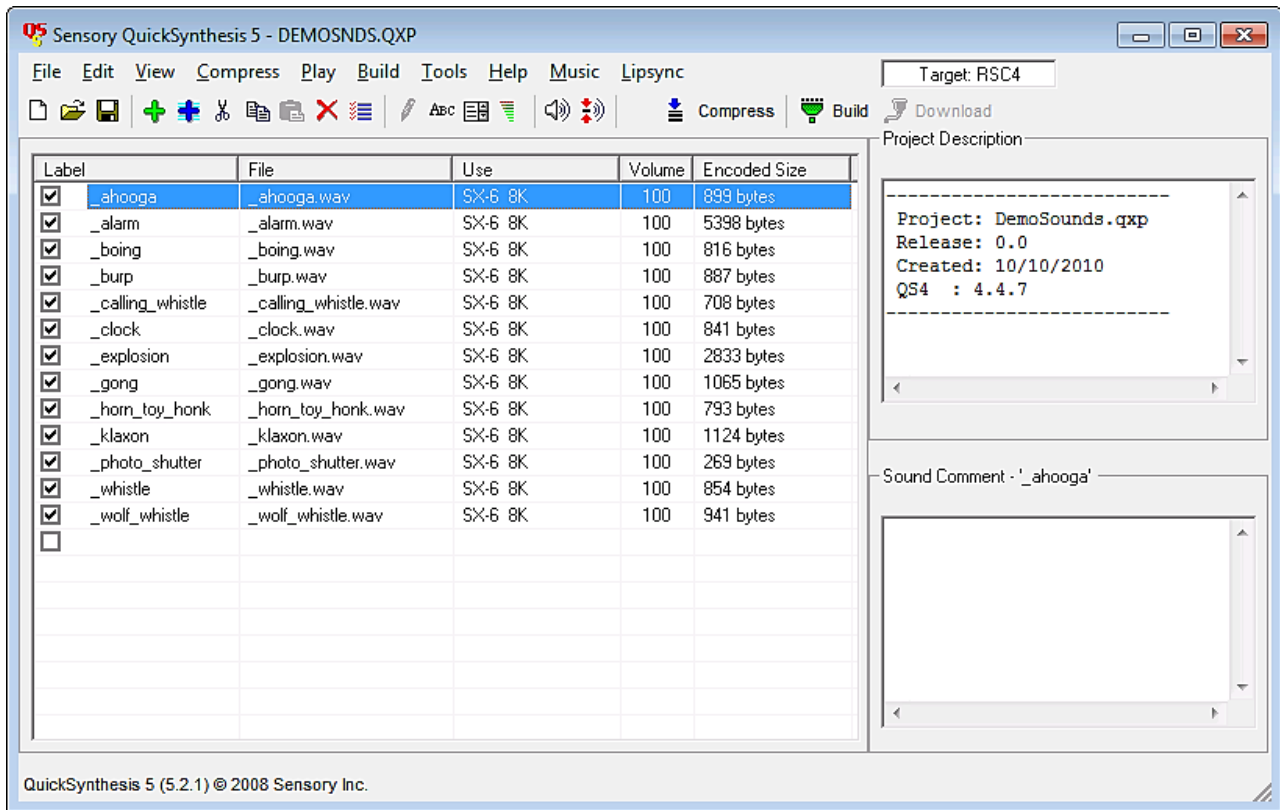 QS 5 Sensory QuickSynthesis 5 - DEMOSNDS.QXP
File Edit View Compress Play Build Tools Help Music Lipsync Target: RSC4
ABC Compress Build Download
Label File Use Volume Encoded Size
_ahooga _ahooga.wav SX-6 8K 100 899 bytes
_alarm _alarm.wav SX-6 8K 100 5398 bytes
_boing _boing.wav SX-6 8K 100 816 bytes
_burp _burp.wav SX-6 8K 100 887 bytes
_calling_whistle _calling_whistle.wav SX-6 8K 100 708 bytes
_clock _clock.wav SX-6 8K 100 841 bytes
_explosion _explosion.wav SX-6 8K 100 2833 bytes
_gong _gong.wav SX-6 8K 100 1065 bytes
_horn_toy_honk _horn_toy_honk.wav SX-6 8K 100 793 bytes
_klaxon _klaxon.wav SX-6 8K 100 1124 bytes
_photo_shutter _photo_shutter.wav SX-6 8K 100 269 bytes
_whistle _whistle.wav SX-6 8K 100 854 bytes
_wolf_whistle _wolf_whistle.wav SX-6 8K 100 941 bytes
Project Description
--------------------------
Project: DemoSounds.qxp
Release: 0.0
Created: 10/10/2010
QS4 : 4.4.7
--------------------------
Sound Comment - '_ahooga'
QuickSynthesis 5 (5.2.1) © 2008 Sensory Inc.